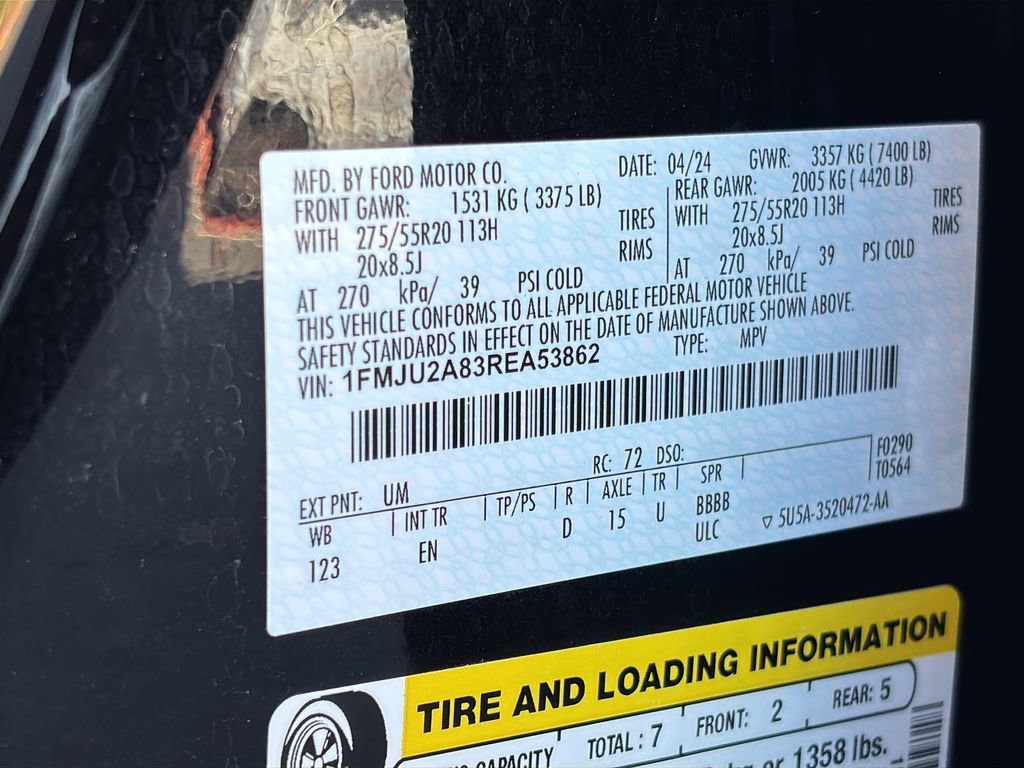 MFD. BY FORD MOTOR CO.
DATE: 04/24 GVWR: 3357 KG ( 7400 LB)
FRONT GAWR: 1531 KG ( 3375 LB)
REAR GAWR: 2005 KG ( 4420 LB)
WITH 275/55R20 113H TIRES
WITH 275/55R20 113H TIRES
20x8.5J RIMS
20x8.5J RIMS
AT 270 kPa/ 39 PSI COLD
AT 270 kPa/ 39 PSI COLD
THIS VEHICLE CONFORMS TO ALL APPLICABLE FEDERAL MOTOR VEHICLE
SAFETY STANDARDS IN EFFECT ON THE DATE OF MANUFACTURE SHOWN ABOVE.
VIN: 1FMJU2A83REA53862 TYPE: MPV
RC: 72 DSO:
EXT PNT: UM
F0290
T0564
WB INT TR TP/PS R AXLE TR SPR
123 EN D 15 U BBBB
ULC
5U5A-3520472-AA
TIRE AND LOADING INFORMATION
CAPACITY TOTAL : 7 FRONT: 2 REAR: 5
or 1358 lbs.